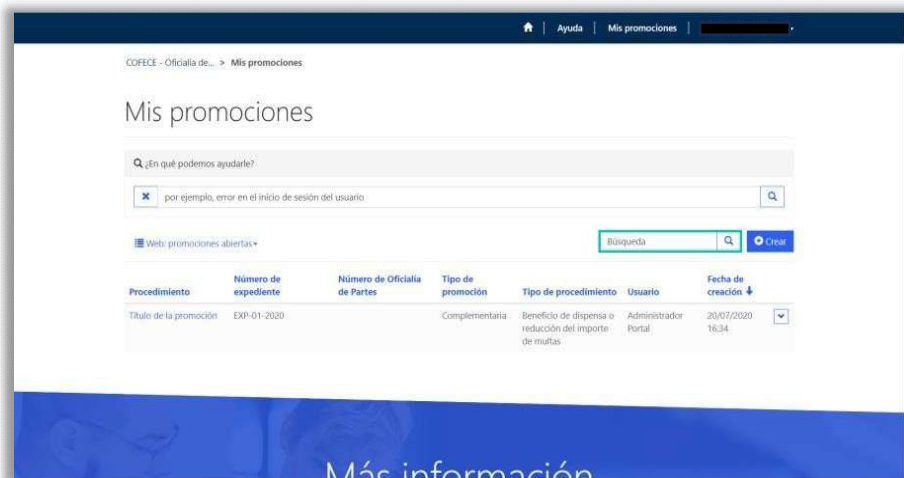 Ayuda | Mis promociones |
COFECE - Oficialía de... > Mis promociones
Mis promociones
¿En qué podemos ayudarle?
por ejemplo, error en el inicio de sesión del usuario
Web: promociones abiertas
Búsqueda
Crear
Procedimiento
Número de
expediente
Número de Oficialía
de Partes
Tipo de
promoción
Tipo de procedimiento
Usuario
Fecha de
creación
Título de la promoción
EXP-01-2020
Complementaria
Beneficio de dispensa o
reducción del importe
de multas
Administrador
Portal
20/07/2020
16:34
Más información